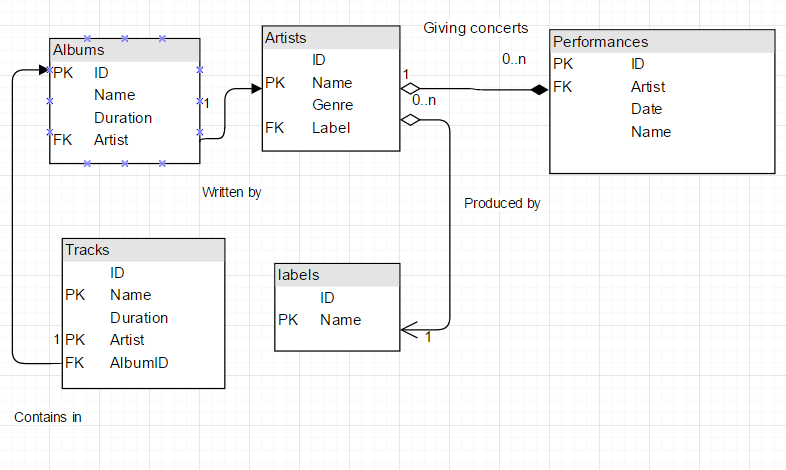 Albums
PK ID
Name
Duration
FK Artist
1
Artists
ID
PK Name
Genre
FK Label
1
0..n
Giving concerts
0..n
Performances
PK ID
FK Artist
Date
Name
Written by
Produced by
Tracks
ID
PK Name
Duration
1 PK Artist
FK AlbumID
labels
ID
PK Name
1
Contains in